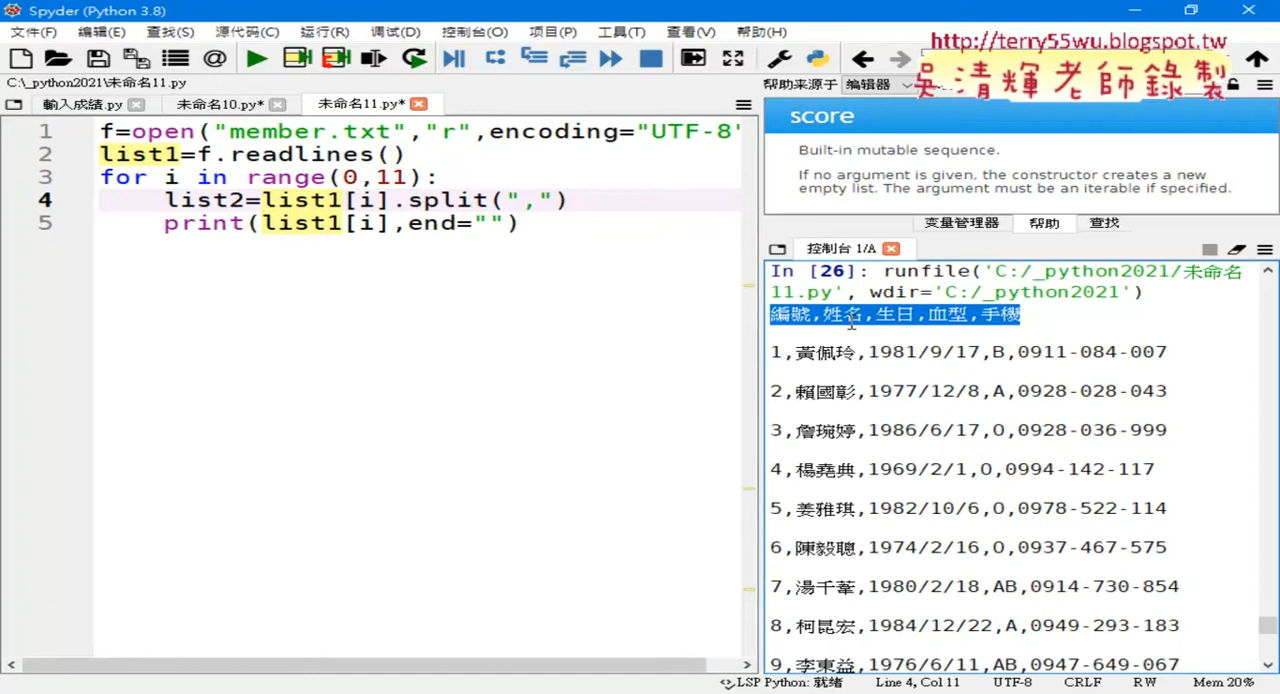 Spyder (Python 3.8)
文件(F) 编辑(E) 查找(S) 源代码(C) 运行(R) 调试(D) 控制台(O) 项目(P) 工具(T) 查看(V) 帮助(H)
http://terry55wu.blogspot.tw
吳清輝老師錄製
C:\_python2021\未命名11.py
帮助来源于 编辑器
輸入成績.py 未命名10.py* 未命名11.py*
1 f=open("member.txt","r",encoding="UTF-8'
2 list1=f.readlines()
3 for i in range(0,11):
4 list2=list1[i].split(",")
5 print(list1[i],end="")
score
Built-in mutable sequence.
If no argument is given, the constructor creates a new
empty list. The argument must be an iterable if specified.
变量管理器 帮助 查找
控制台 1/A
In [26]: runfile('C:/_python2021/未命名
11.py', wdir='C:/_python2021')
編號,姓名,生日,血型,手機
1,黃佩玲,1981/9/17,B,0911-084-007
2,賴國彰,1977/12/8,A,0928-028-043
3,詹琬婷,1986/6/17,O,0928-036-999
4,楊堯典,1969/2/1,O,0994-142-117
5,姜雅琪,1982/10/6,O,0978-522-114
6,陳毅聰,1974/2/16,O,0937-467-575
7,湯千葦,1980/2/18,AB,0914-730-854
8,柯昆宏,1984/12/22,A,0949-293-183
9,李東益,1976/6/11,AB,0947-649-067
LSP Python: 就绪 Line 4, Col 11 UTF-8 CRLF RW Mem 20%